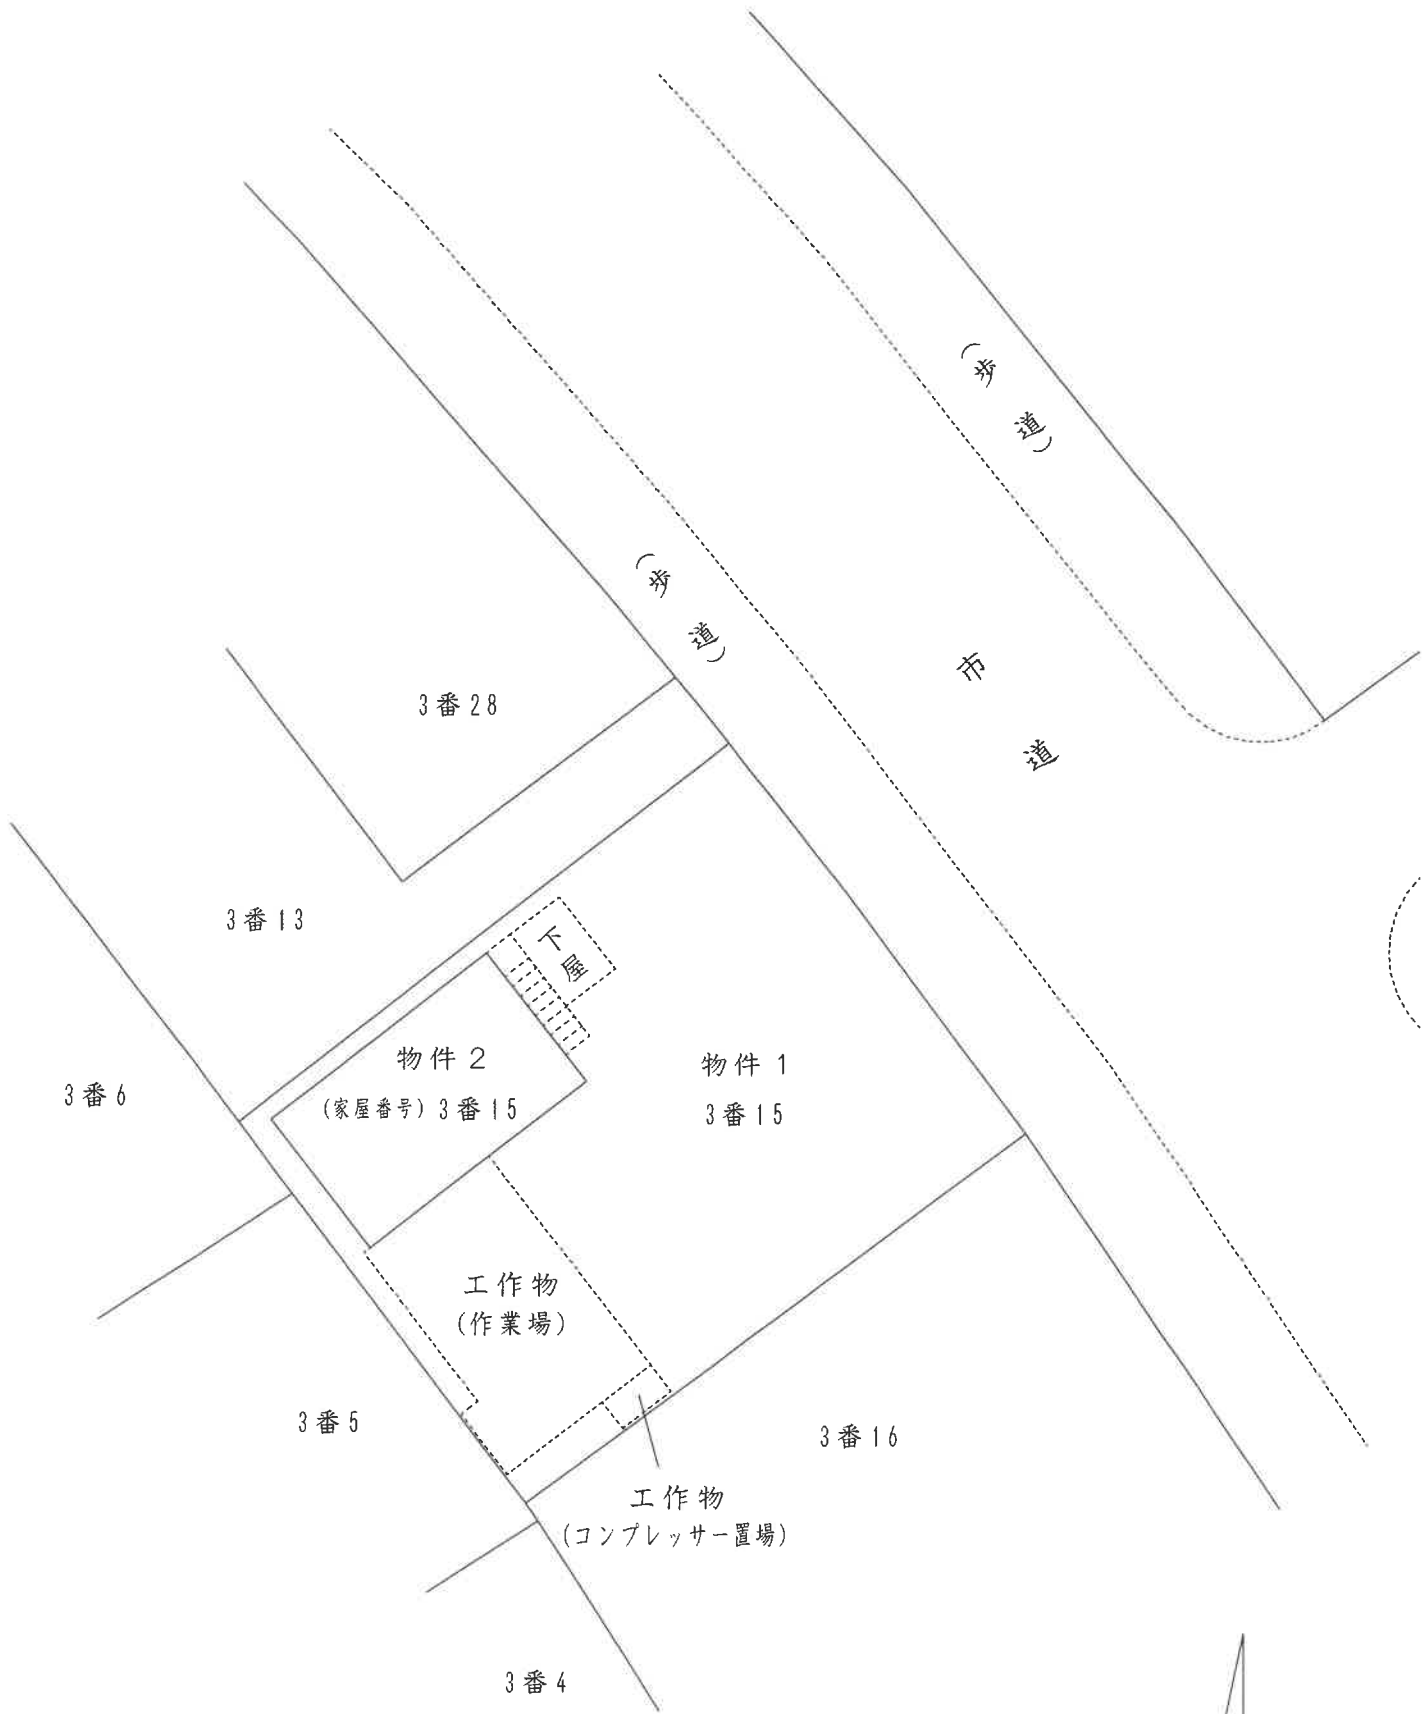 (歩道)
(歩道)
市道
3番28
3番13
下屋
物件2
(家屋番号) 3番15
物件1
3番15
3番6
工作物
(作業場)
3番5
3番16
工作物
(コンプレッサー置場)
3番4